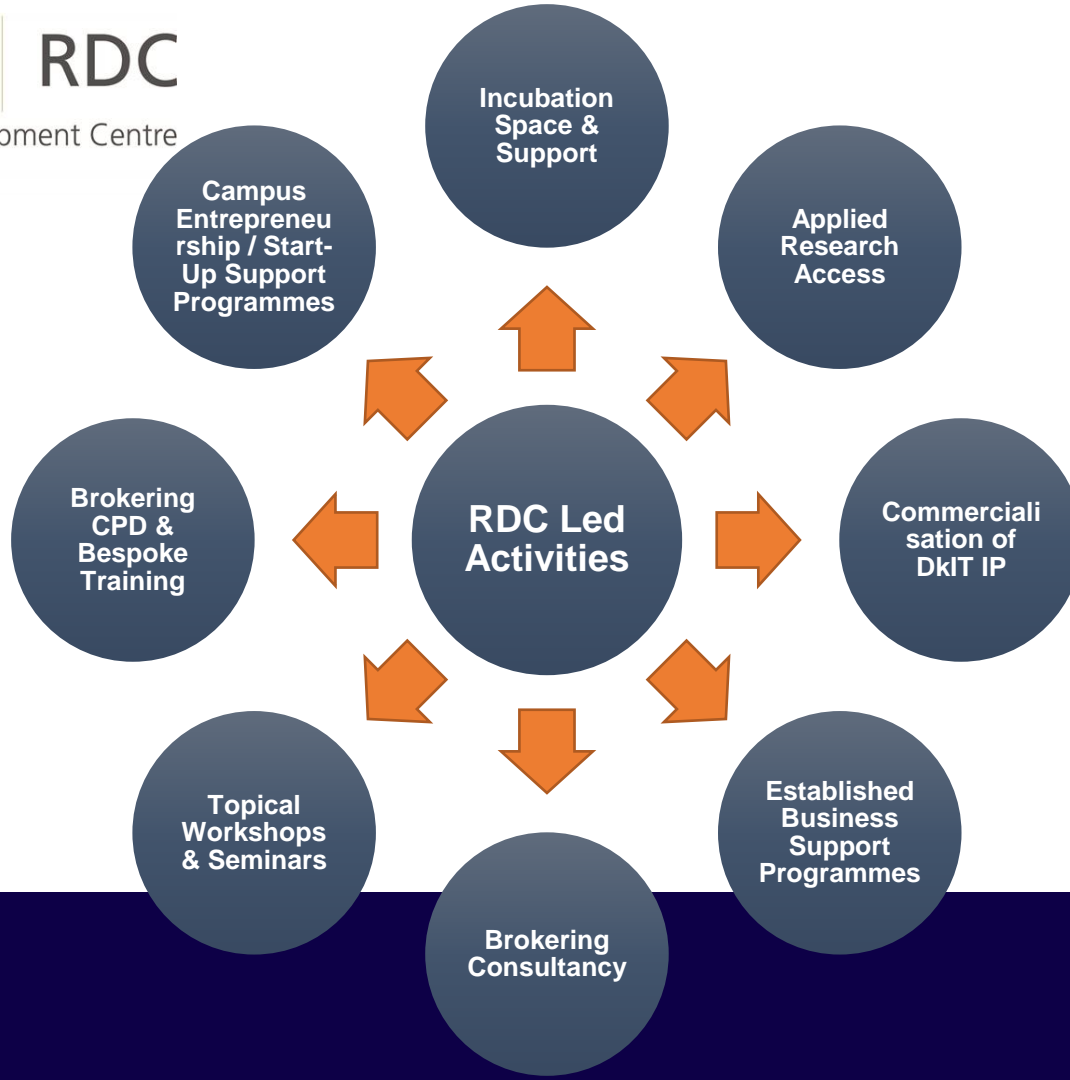 RDC
pment Centre
Incubation
Space &
Support
Campus
Entrepreneu
rship / Start-
Up Support
Programmes
Applied
Research
Access
Brokering
CPD &
Bespoke
Training
RDC Led
Activities
Commerciali
sation of
DkIT IP
Topical
Workshops
& Seminars
Established
Business
Support
Programmes
Brokering
Consultancy